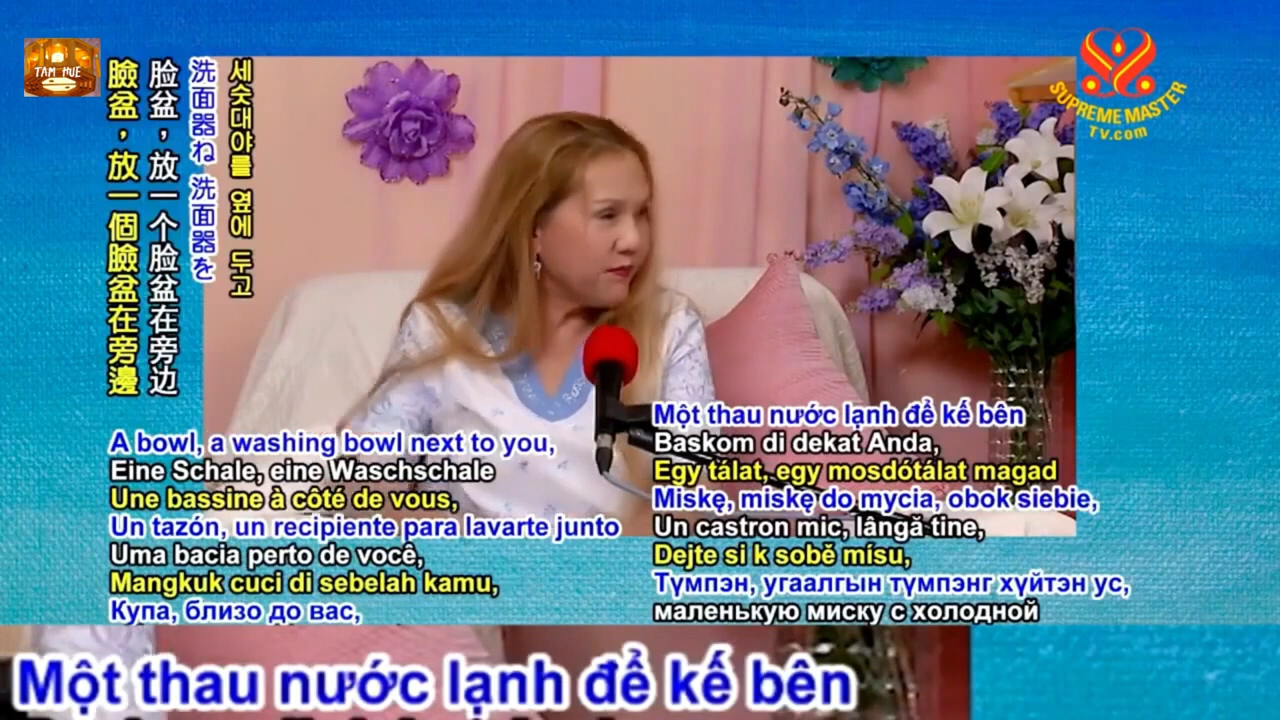 TAM HUE
臉盆，放一個臉盆在旁邊
脸盆，放一个脸盆在旁边
洗面器ね 洗面器を
세숫대야를 옆에 두고
SUPREME MASTER
TV.com
A bowl, a washing bowl next to you,
Eine Schale, eine Waschschale
Une bassine à côté de vous,
Un tazón, un recipiente para lavarte junto
Uma bacia perto de você,
Mangkuk cuci di sebelah kamu,
Купа, близо до вас,
Một thau nước lạnh để kế bên
Baskom di dekat Anda,
Egy tálat, egy mosdótálat magad
Miskę, miskę do mycia, obok siebie,
Un castron mic, lângă tine,
Dejte si k sobě mísu,
Түмпэн, угаалгын түмпэнг хүйтэн ус,
маленькую миску с холодной
Một thau nước lạnh để kế bên